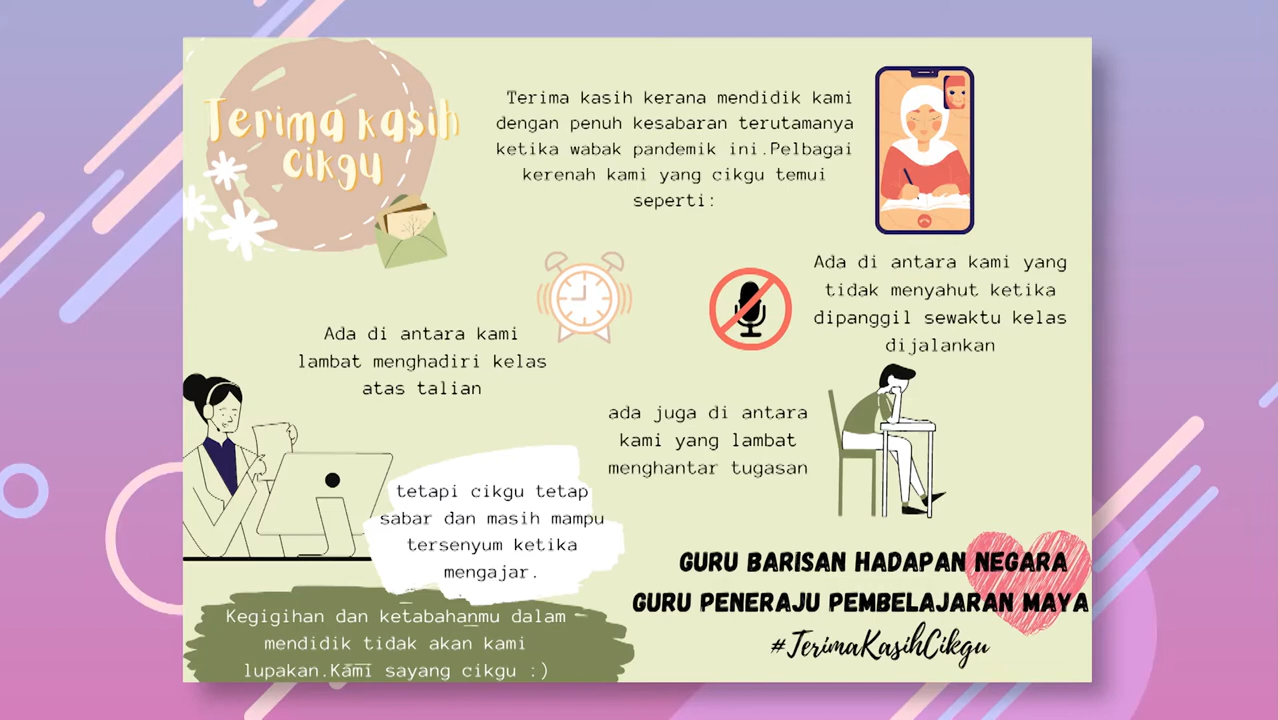 Terima kasih
cikgu
Terima kasih kerana mendidik kami
dengan penuh kesabaran terutamanya
ketika wabak pandemik ini.Pelbagai
kerenah kami yang cikgu temui
seperti:
Ada di antara kami
lambat menghadiri kelas
atas talian
Ada di antara kami yang
tidak menyahut ketika
dipanggil sewaktu kelas
dijalankan
ada juga di antara
kami yang lambat
menghantar tugasan
tetapi cikgu tetap
sabar dan masih mampu
tersenyum ketika
mengajar.
Kegigihan dan ketabahanmu dalam
mendidik tidak akan kami
lupakan.Kami sayang cikgu :)
GURU BARISAN HADAPAN NEGARA
GURU PENERAJU PEMBELAJARAN MAYA
#TerimaKasihCikgu